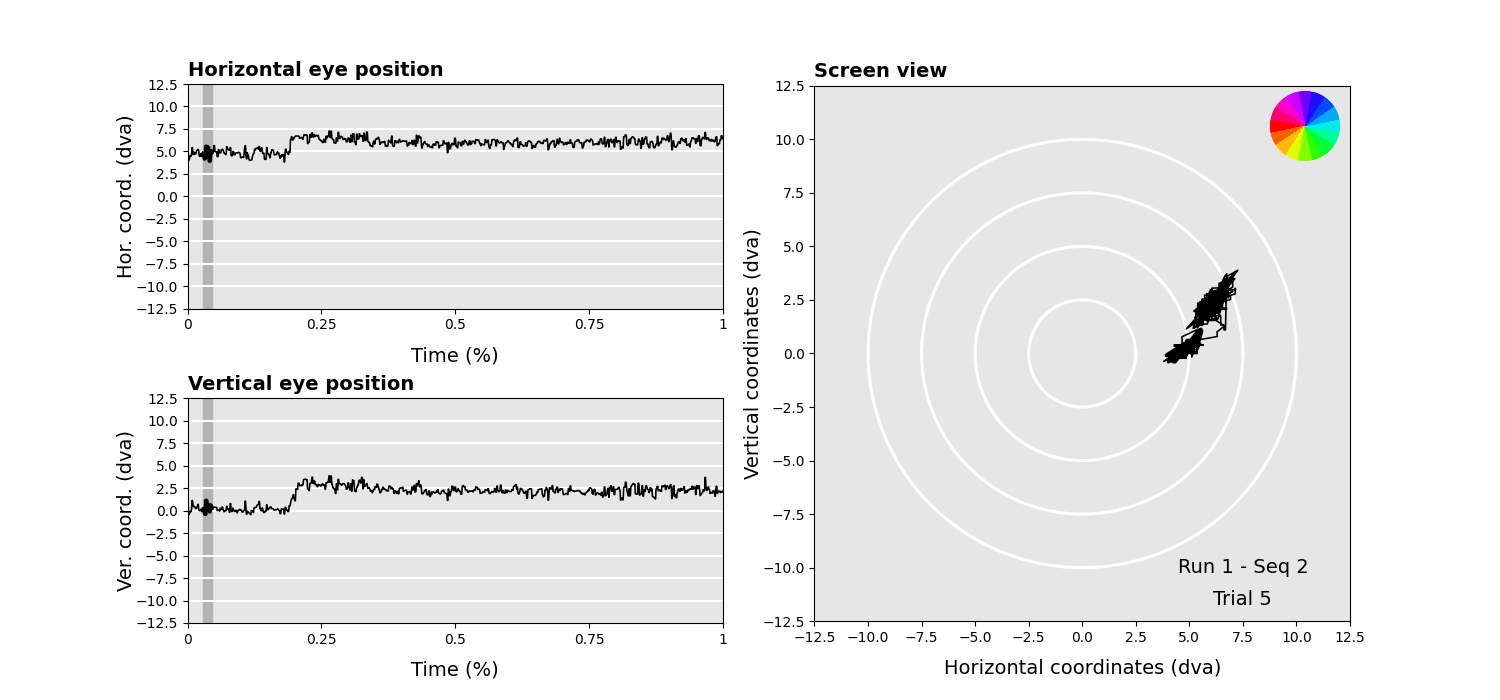 Horizontal eye position
Hor. coord. (dva)
12.5
10.0
7.5
5.0
2.5
0.0
−2.5
−5.0
−7.5
−10.0
−12.5
0 0.25 0.5 0.75 1
Time (%)
Vertical eye position
Ver. coord. (dva)
12.5
10.0
7.5
5.0
2.5
0.0
−2.5
−5.0
−7.5
−10.0
−12.5
0 0.25 0.5 0.75 1
Time (%)
Screen view
Vertical coordinates (dva)
12.5
10.0
7.5
5.0
2.5
0.0
−2.5
−5.0
−7.5
−10.0
−12.5
Run 1 - Seq 2
Trial 5
−12.5 −10.0 −7.5 −5.0 −2.5 0.0 2.5 5.0 7.5 10.0 12.5
Horizontal coordinates (dva)